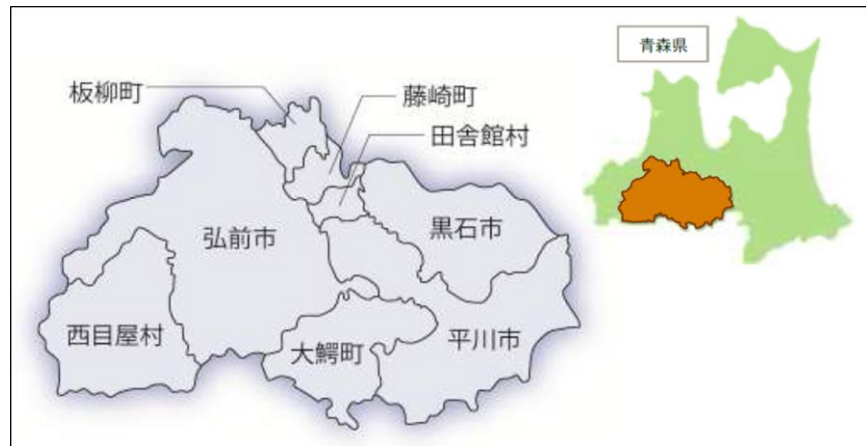 青森県
板柳町
藤崎町
田舎館村
弘前市
黒石市
西目屋村
大鰐町
平川市